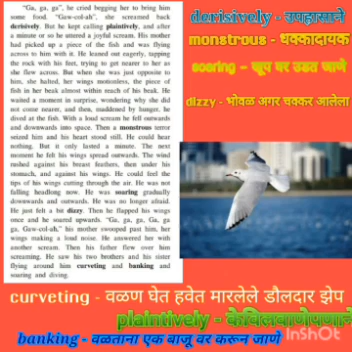 "Ga, ga, ga", he cried begging her to bring him
some food. "Gaw-col-ah", she screamed back
derisively. But he kept calling plaintively, and after
a minute or so he uttered a joyful scream. His mother
had picked up a piece of the fish and was flying
across to him with it. He leaned out eagerly, tapping
the rock with his feet, trying to get nearer to her as
she flew across. But when she was just opposite to
him, she halted, her wings motionless, the piece of
fish in her beak almost within reach of his beak. He
waited a moment in surprise, wondering why she did
not come nearer, and then, maddened by hunger, he
dived at the fish. With a loud scream he fell outwards
and downwards into space. Then a monstrous terror
seized him and his heart stood still. He could hear
nothing. But it only lasted a minute. The next
moment he felt his wings spread outwards. The wind
rushed against his breast feathers, then under his
stomach, and against his wings. He could feel the
tips of his wings cutting through the air. He was not
falling headlong now. He was soaring gradually
downwards and outwards. He was no longer afraid.
He just felt a bit dizzy. Then he flapped his wings
once and he soared upwards. "Ga, ga, ga, Ga, ga
ga, Gaw-col-ah," his mother swooped past him, her
wings making a loud noise. He answered her with
another scream. Then his father flew over him
screaming. He saw his two brothers and his sister
flying around him curveting and banking and
soaring and diving.
darisively - उपहासाने
monstrous - धक्कादायक
soaring - खूप वर उडत जाणे
dizzy - भोवळ अगर चक्कर आलेला
curveting - वळण घेत हवेत मारलेले डौलदार झेप
plaintively - केविलवाणेपणाने
banking - वळताना एक बाजू वर करून जाणे
InShOt